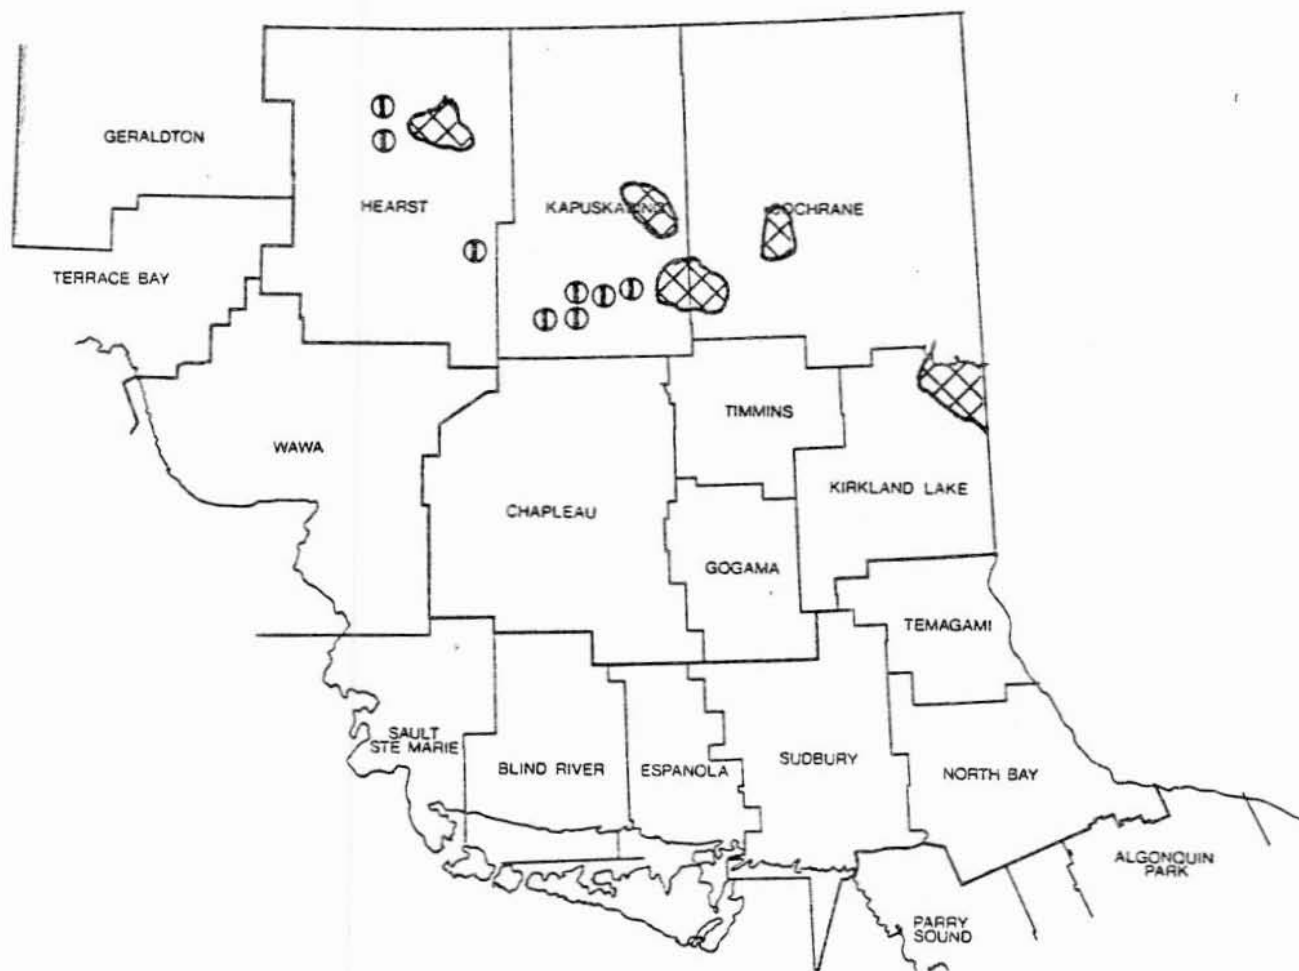 GERALDTON
HEARST
KAPUSKASING
COCHRANE
TERRACE BAY
TIMMINS
WAWA
KIRKLAND LAKE
CHAPLEAU
GOGAMA
TEMAGAMI
SAULT
STE MARIE
BLIND RIVER
ESPANOLA
SUDBURY
NORTH BAY
ALGONQUIN
PARK
PARRY
SOUND